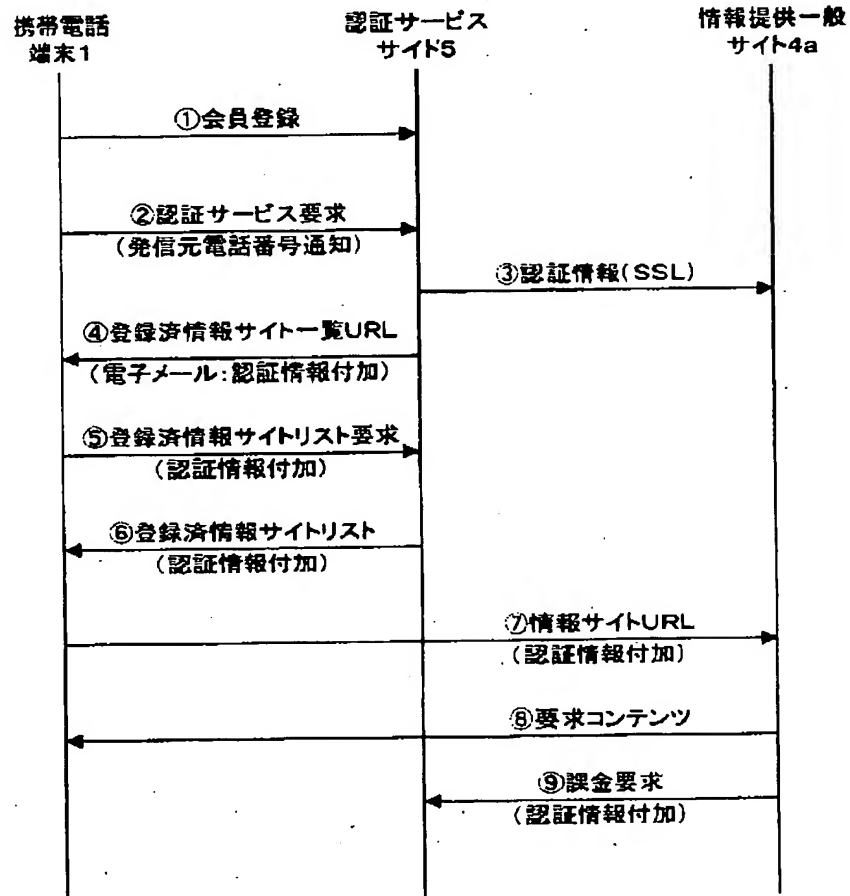 携帯電話
端末1
認証サービス
サイト5
情報提供一般
サイト4a
①会員登録
②認証サービス要求
(発信元電話番号通知)
③認証情報(SSL)
④登録済情報サイト一覧URL
(電子メール:認証情報付加)
⑤登録済情報サイトリスト要求
(認証情報付加)
⑥登録済情報サイトリスト
(認証情報付加)
⑦情報サイトURL
(認証情報付加)
⑧要求コンテンツ
⑨課金要求
(認証情報付加)